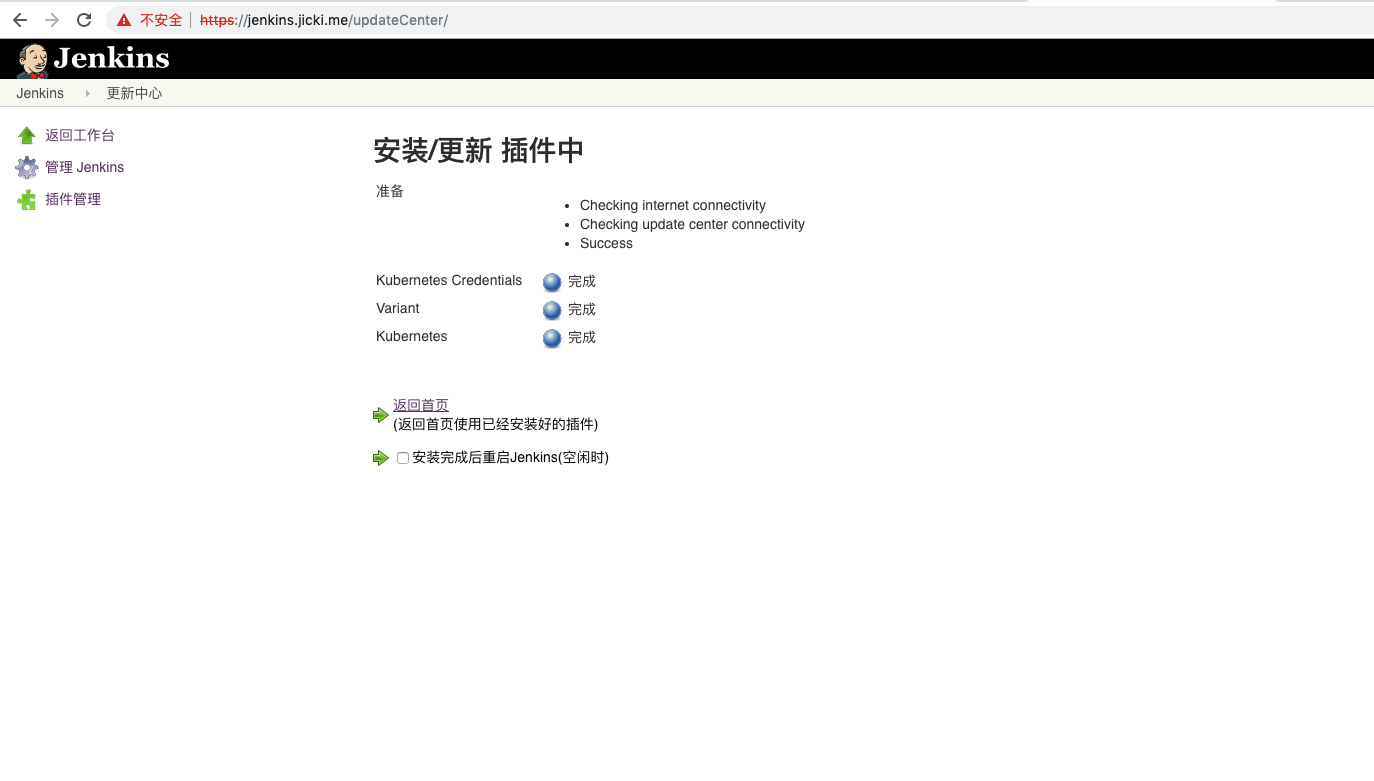 不安全 https://jenkins.jicki.me/updateCenter/
Jenkins
Jenkins 更新中心
返回工作台
管理 Jenkins
插件管理
安装/更新 插件中
准备
Checking internet connectivity
Checking update center connectivity
Success
Kubernetes Credentials 完成
Variant 完成
Kubernetes 完成
返回首页
(返回首页使用已经安装好的插件)
安装完成后重启Jenkins(空闲时)